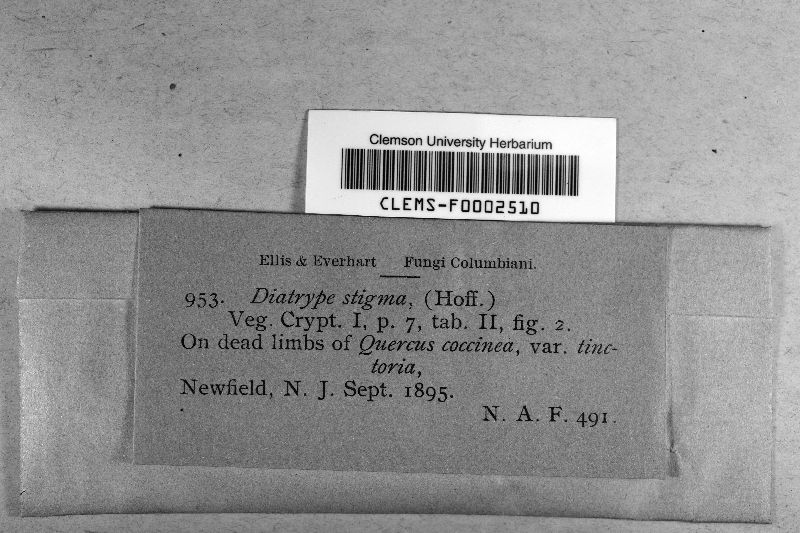 Clemson University Herbarium
CLEMS-F0002510
Ellis & Everhart Fungi Columbiani.
953. Diatrype stigma, (Hoff.)
Veg. Crypt. I, p. 7, tab. II, fig. 2.
On dead limbs of Quercus coccinea, var. tinc-
toria,
Newfield, N. J. Sept. 1895.
N. A. F. 491.